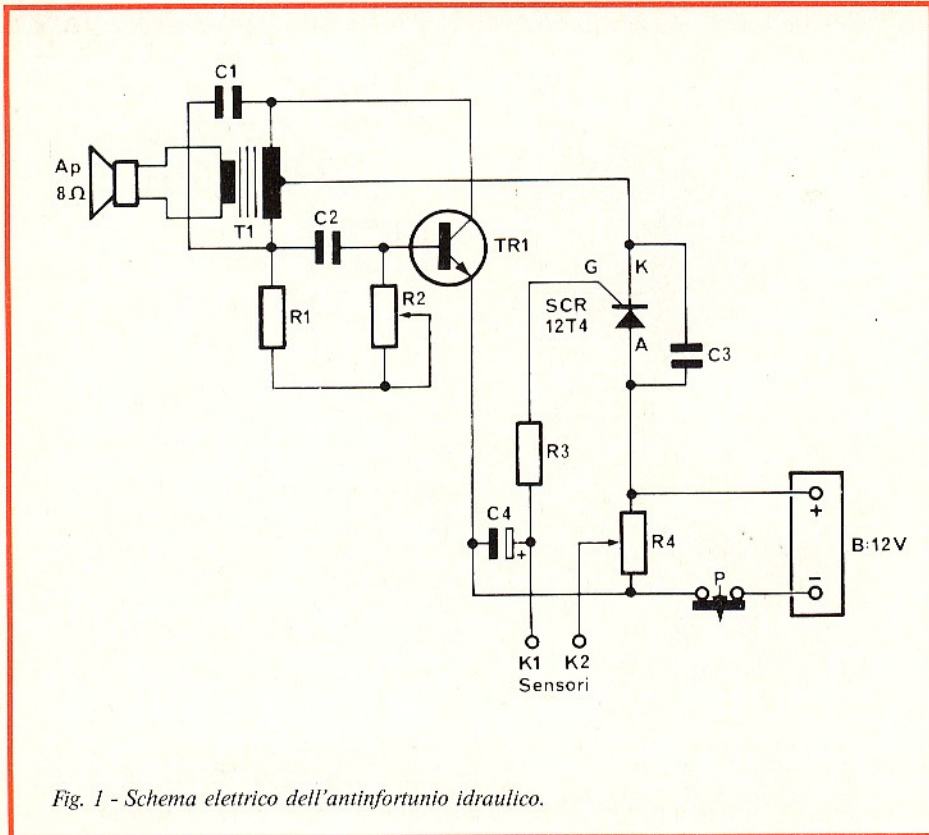 C1
Ap
8Ω
T1
C2
TR1
R1
R2
G
K
SCR
12T4
A
C3
R3
C4
+
R4
P
+
−
B:12V
K1
K2
Sensori
Fig. 1 - Schema elettrico dell'antinfortunio idraulico.